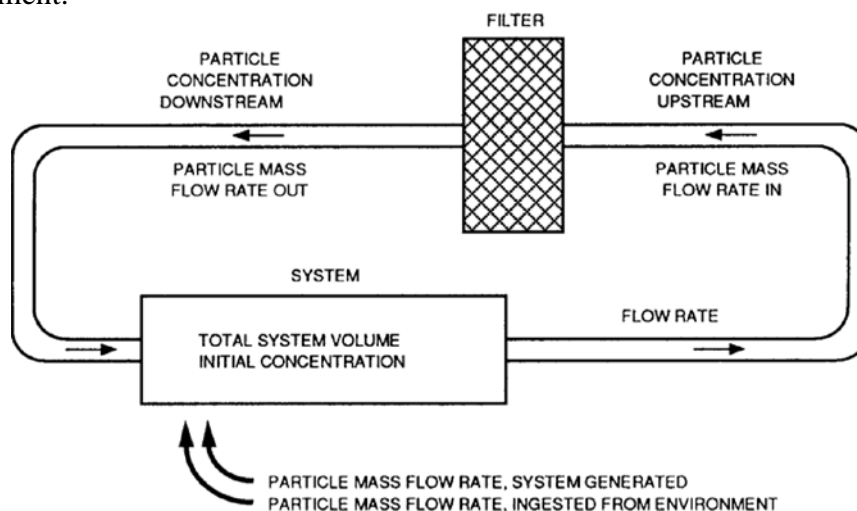 ment.
FILTER
PARTICLE
CONCENTRATION
DOWNSTREAM
PARTICLE
CONCENTRATION
UPSTREAM
PARTICLE MASS
FLOW RATE OUT
PARTICLE MASS
FLOW RATE IN
SYSTEM
FLOW RATE
TOTAL SYSTEM VOLUME
INITIAL CONCENTRATION
PARTICLE MASS FLOW RATE, SYSTEM GENERATED
PARTICLE MASS FLOW RATE, INGESTED FROM ENVIRONMENT